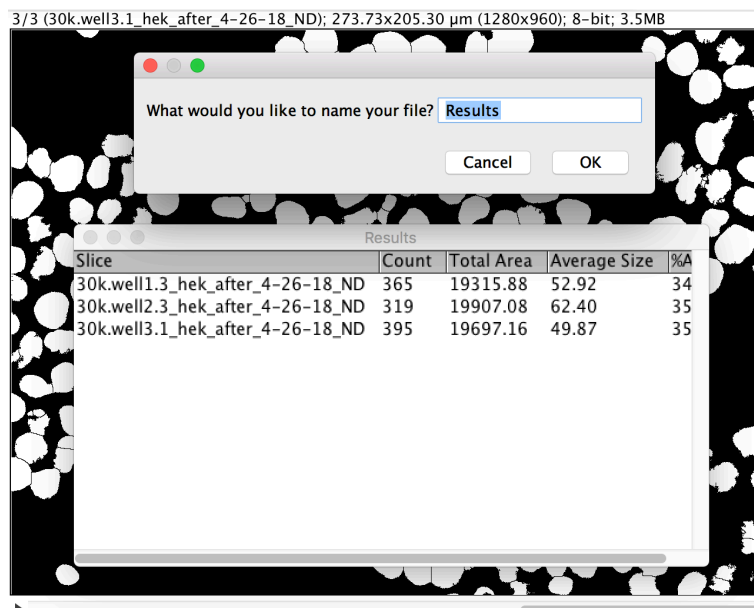 3/3 (30k.well3.1_hek_after_4-26-18_ND); 273.73x205.30 µm (1280x960); 8-bit; 3.5MB
What would you like to name your file? Results
Cancel OK
Results
Slice Count Total Area Average Size %A
30k.well1.3_hek_after_4-26-18_ND 365 19315.88 52.92 34
30k.well2.3_hek_after_4-26-18_ND 319 19907.08 62.40 35
30k.well3.1_hek_after_4-26-18_ND 395 19697.16 49.87 35